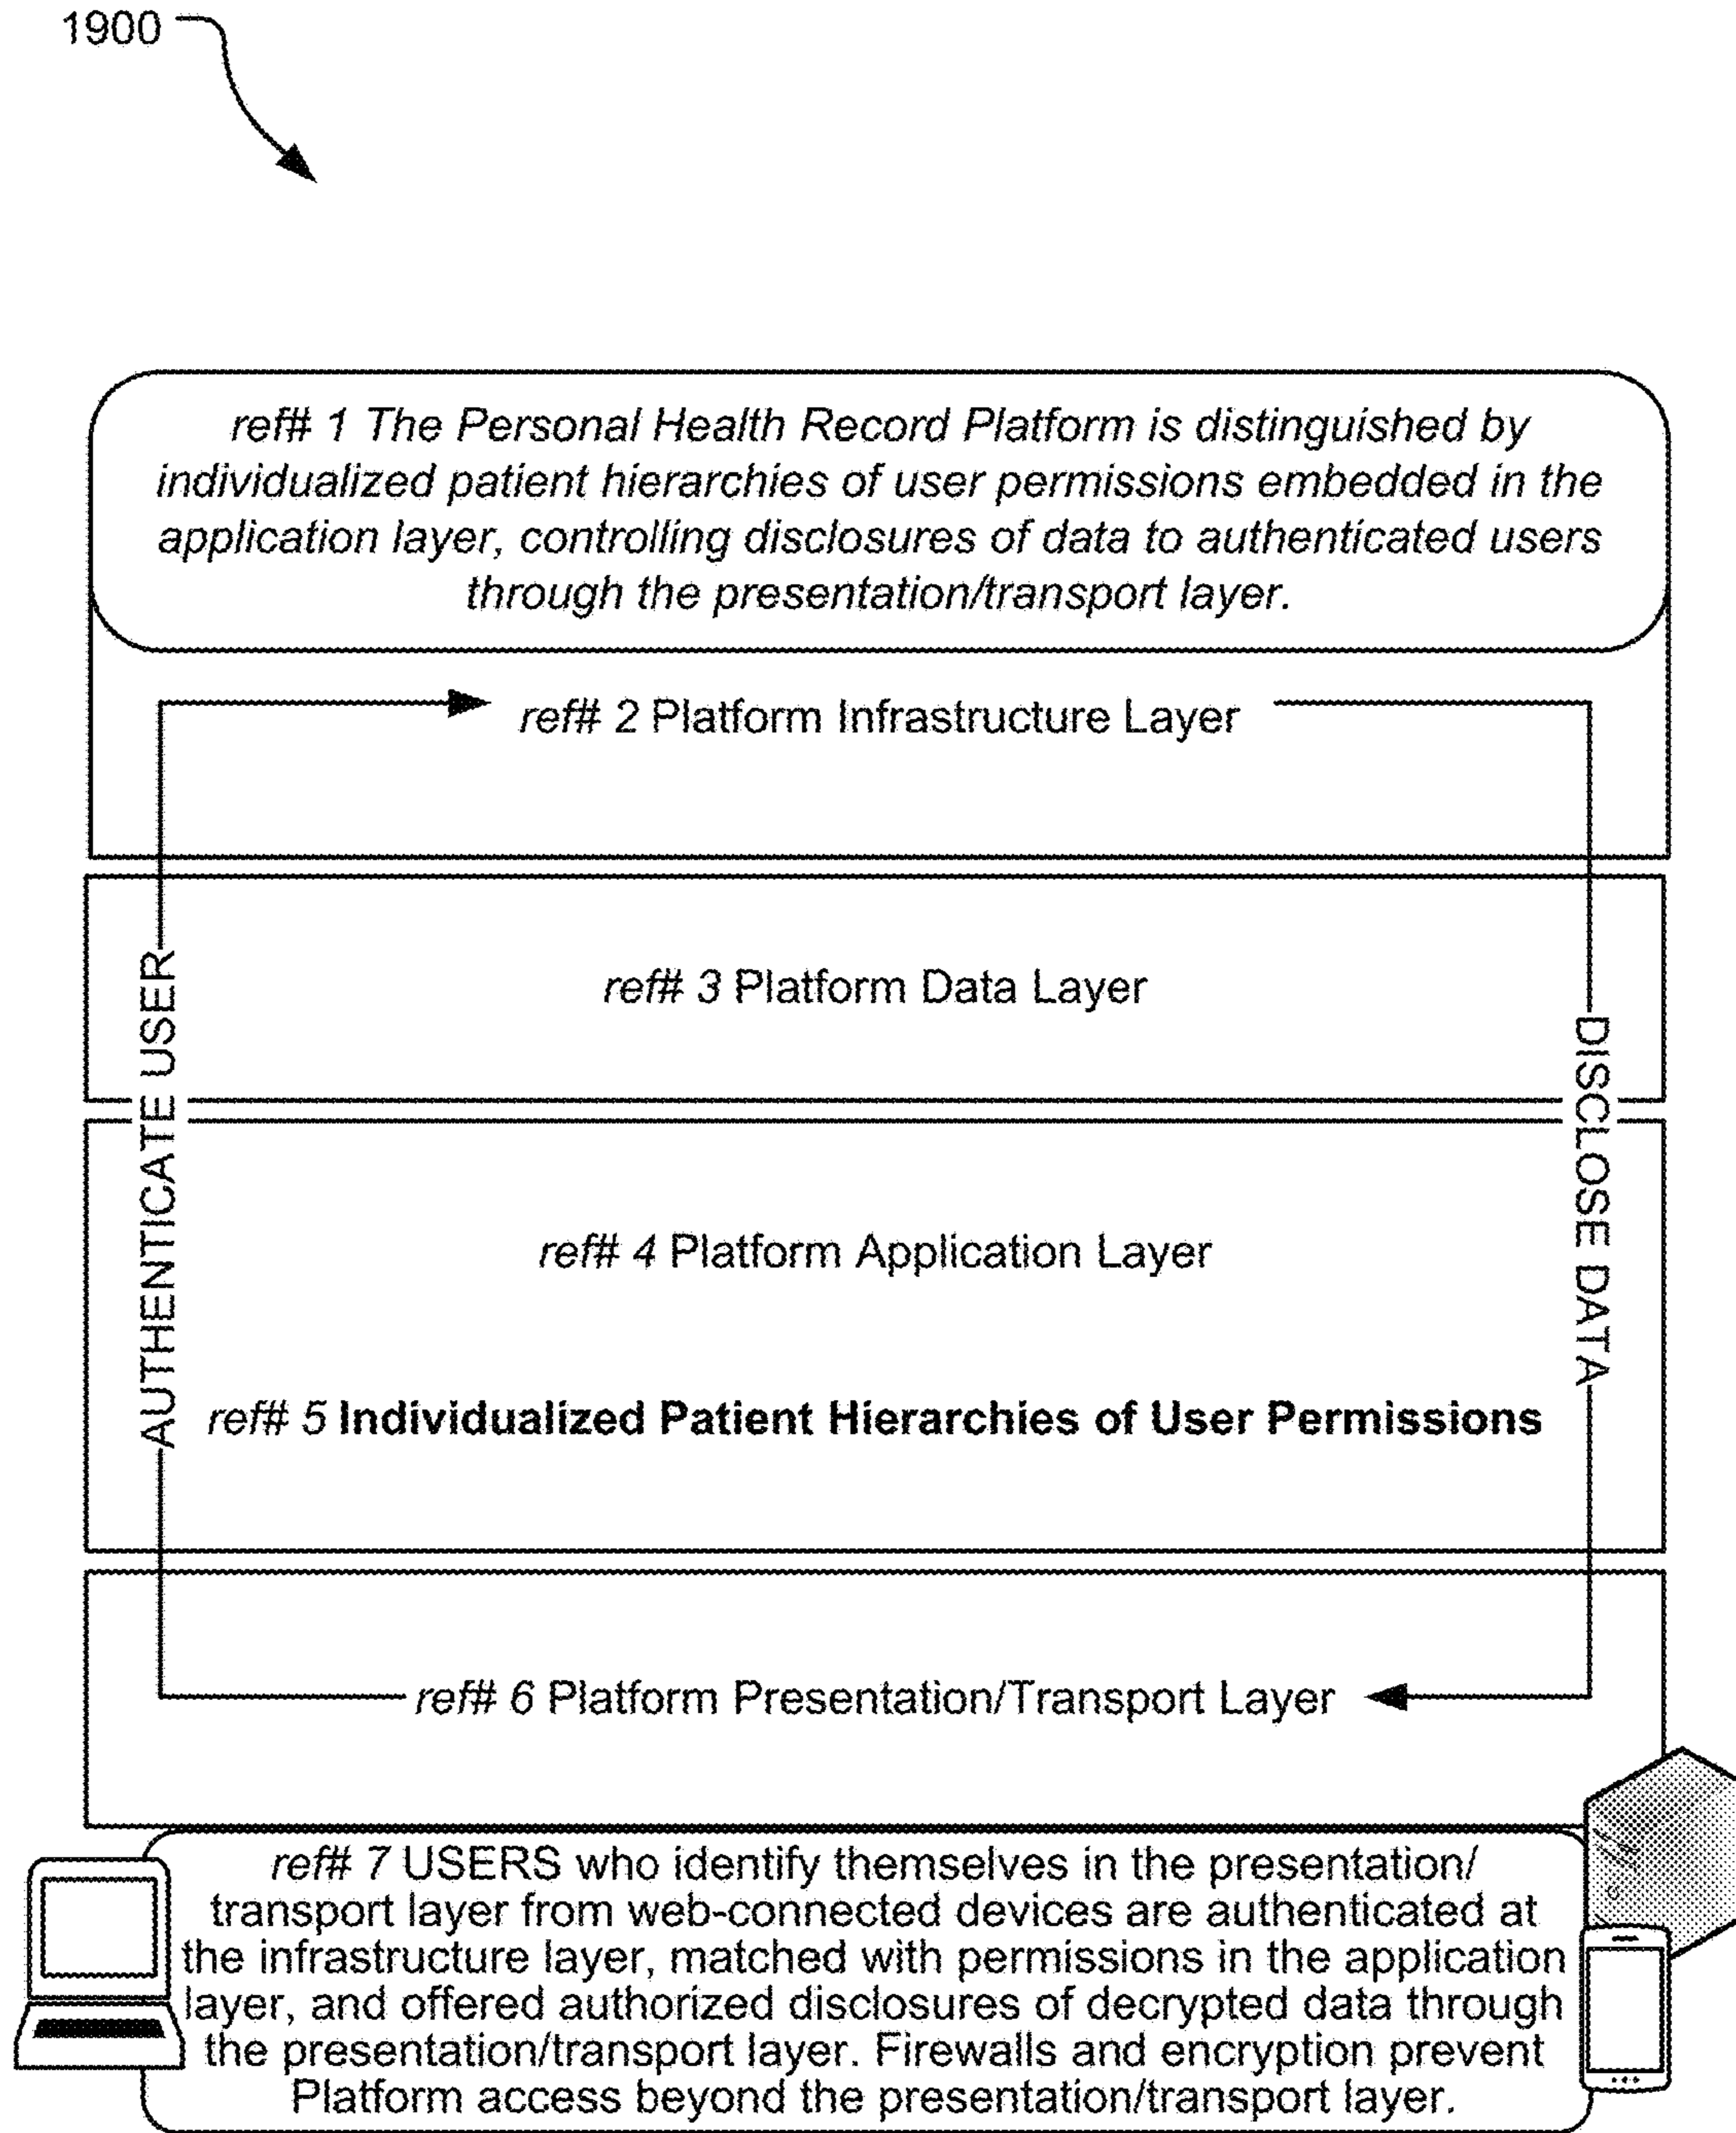 1900
ref# 1 The Personal Health Record Platform is distinguished by
individualized patient hierarchies of user permissions embedded in the
application layer, controlling disclosures of data to authenticated users
through the presentation/transport layer.
ref# 2 Platform Infrastructure Layer
ref# 3 Platform Data Layer
AUTHENTICATE USER
DISCLOSE DATA
ref# 4 Platform Application Layer
ref# 5 Individualized Patient Hierarchies of User Permissions
ref# 6 Platform Presentation/Transport Layer
ref# 7 USERS who identify themselves in the presentation/
transport layer from web-connected devices are authenticated at
the infrastructure layer, matched with permissions in the application
layer, and offered authorized disclosures of decrypted data through
the presentation/transport layer. Firewalls and encryption prevent
Platform access beyond the presentation/transport layer.